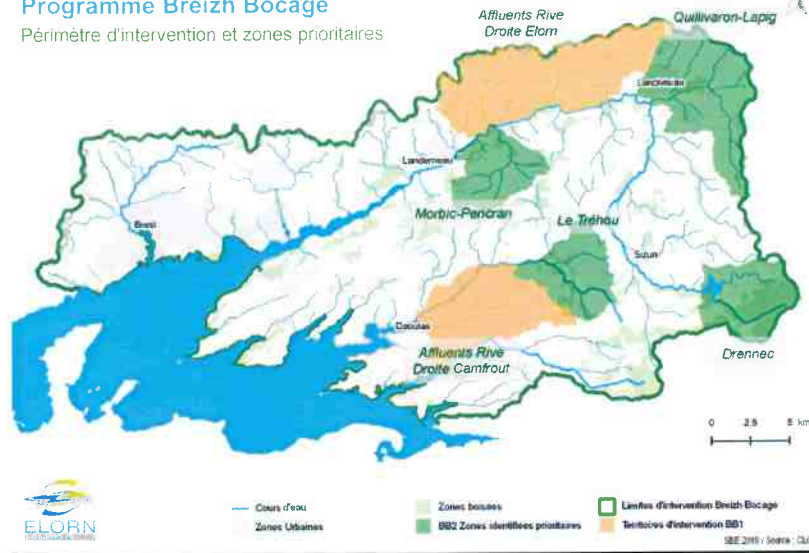 Programme Breizh Bocage
Périmètre d'intervention et zones prioritaires
Affluents Rive
Droite Elorn
Quillivaron-Lapig
Landivisiau
Landerneau
Morbic-Pencran
Le Tréhou
Brest
Sizun
Daoulas
Affluents Rive
Droite Camfrout
Drennec
0 2.5 5 km
Cours d'eau
Zones Urbaines
Zones boisées
BB2 Zones identifiées prioritaires
Limites d'intervention Breizh Bocage
Territoires d'intervention BB1
ELORN